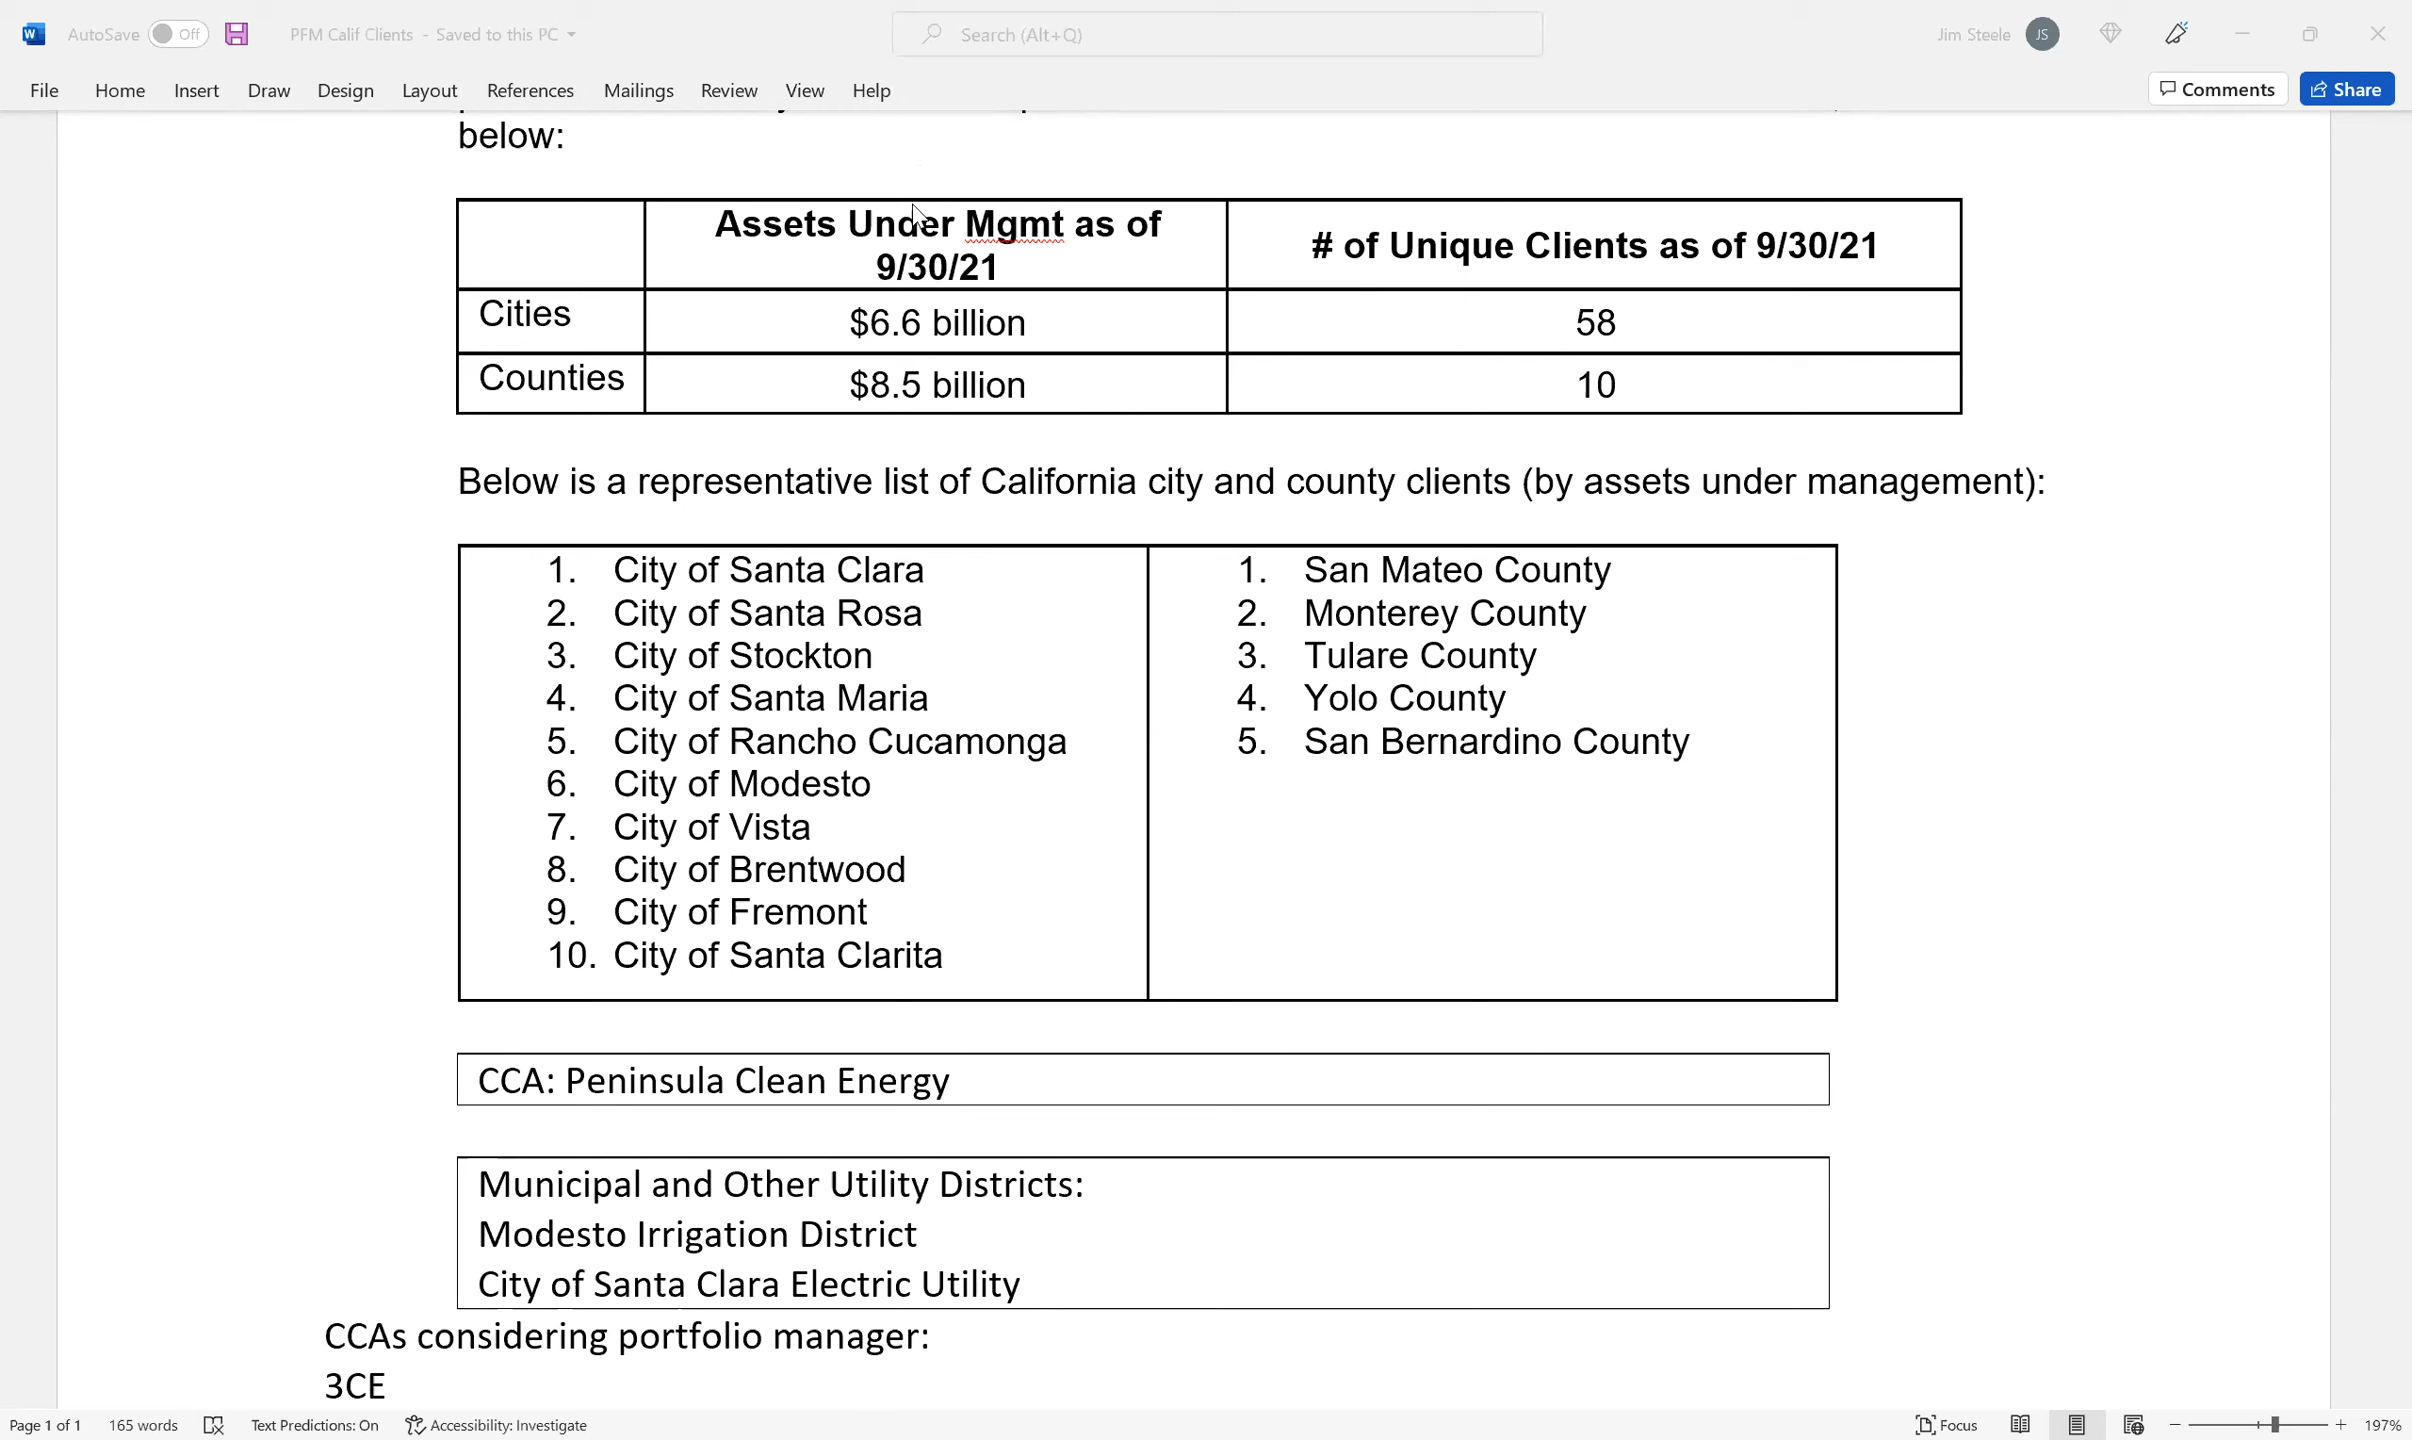 AutoSave Off PFM Calif Clients - Saved to this PC Search (Alt+Q) Jim Steele JS
File Home Insert Draw Design Layout References Mailings Review View Help Comments Share
below:
Assets Under Mgmt as of
9/30/21
# of Unique Clients as of 9/30/21
Cities $6.6 billion 58
Counties $8.5 billion 10
Below is a representative list of California city and county clients (by assets under management):
1. City of Santa Clara
2. City of Santa Rosa
3. City of Stockton
4. City of Santa Maria
5. City of Rancho Cucamonga
6. City of Modesto
7. City of Vista
8. City of Brentwood
9. City of Fremont
10. City of Santa Clarita
1. San Mateo County
2. Monterey County
3. Tulare County
4. Yolo County
5. San Bernardino County
CCA: Peninsula Clean Energy
Municipal and Other Utility Districts:
Modesto Irrigation District
City of Santa Clara Electric Utility
CCAs considering portfolio manager:
3CE
Page 1 of 1 165 words Text Predictions: On Accessibility: Investigate Focus 197%